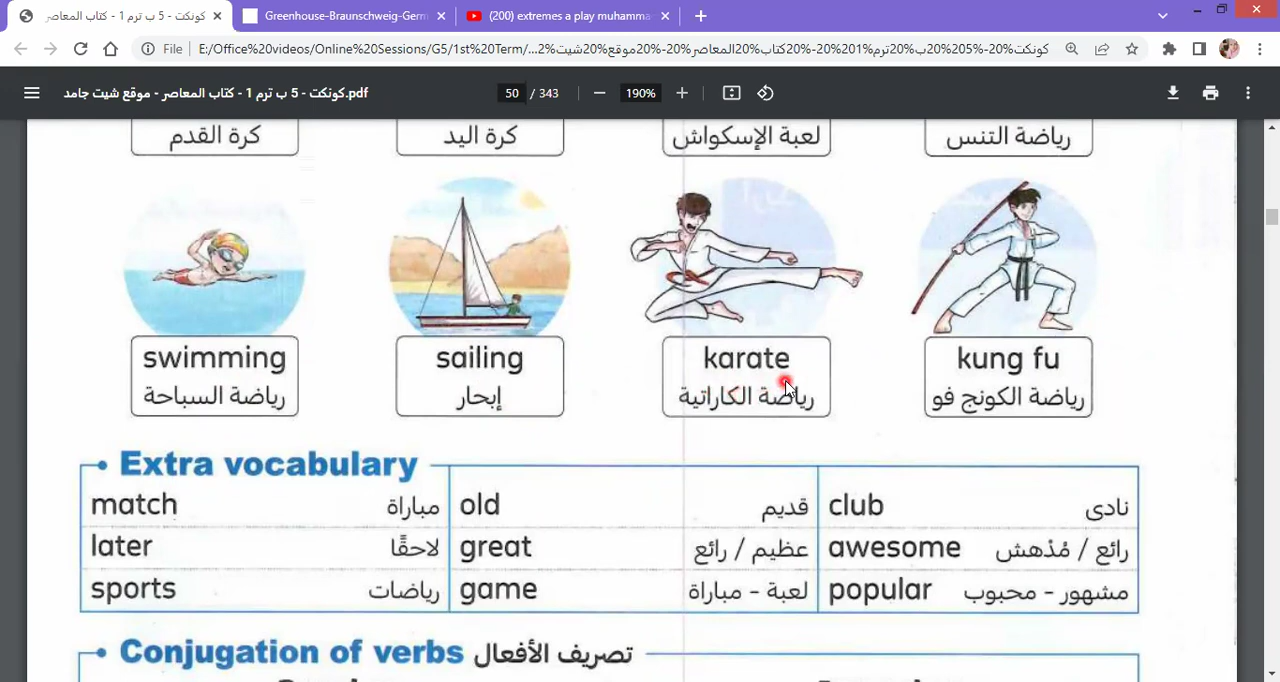 كونكت - 5 ب ترم 1 - كتاب المعاصر
Greenhouse-Braunschweig-Germ
(200) extremes a play muhamma
File
E:/Office%20videos/Online%20Sessions/G5/1st%20Term/...كونكت%20-%205%20ب%20ترم%201%20-%20كتاب%20المعاصر%20-%20موقع%20شيت%2
كونكت - 5 ب ترم 1 - كتاب المعاصر - موقع شيت جامد.pdf
50 / 343
190%
كرة القدم
كرة اليد
لعبة الإسكواش
رياضة التنس
swimming
رياضة السباحة
sailing
إبحار
karate
رياضة الكاراتية
kung fu
رياضة الكونج فو
Extra vocabulary
match مباراة old قديم club نادى
later لاحقًا great عظيم / رائع awesome رائع / مُدْهش
sports رياضات game لعبة - مباراة popular مشهور - محبوب
Conjugation of verbs تصريف الأفعال